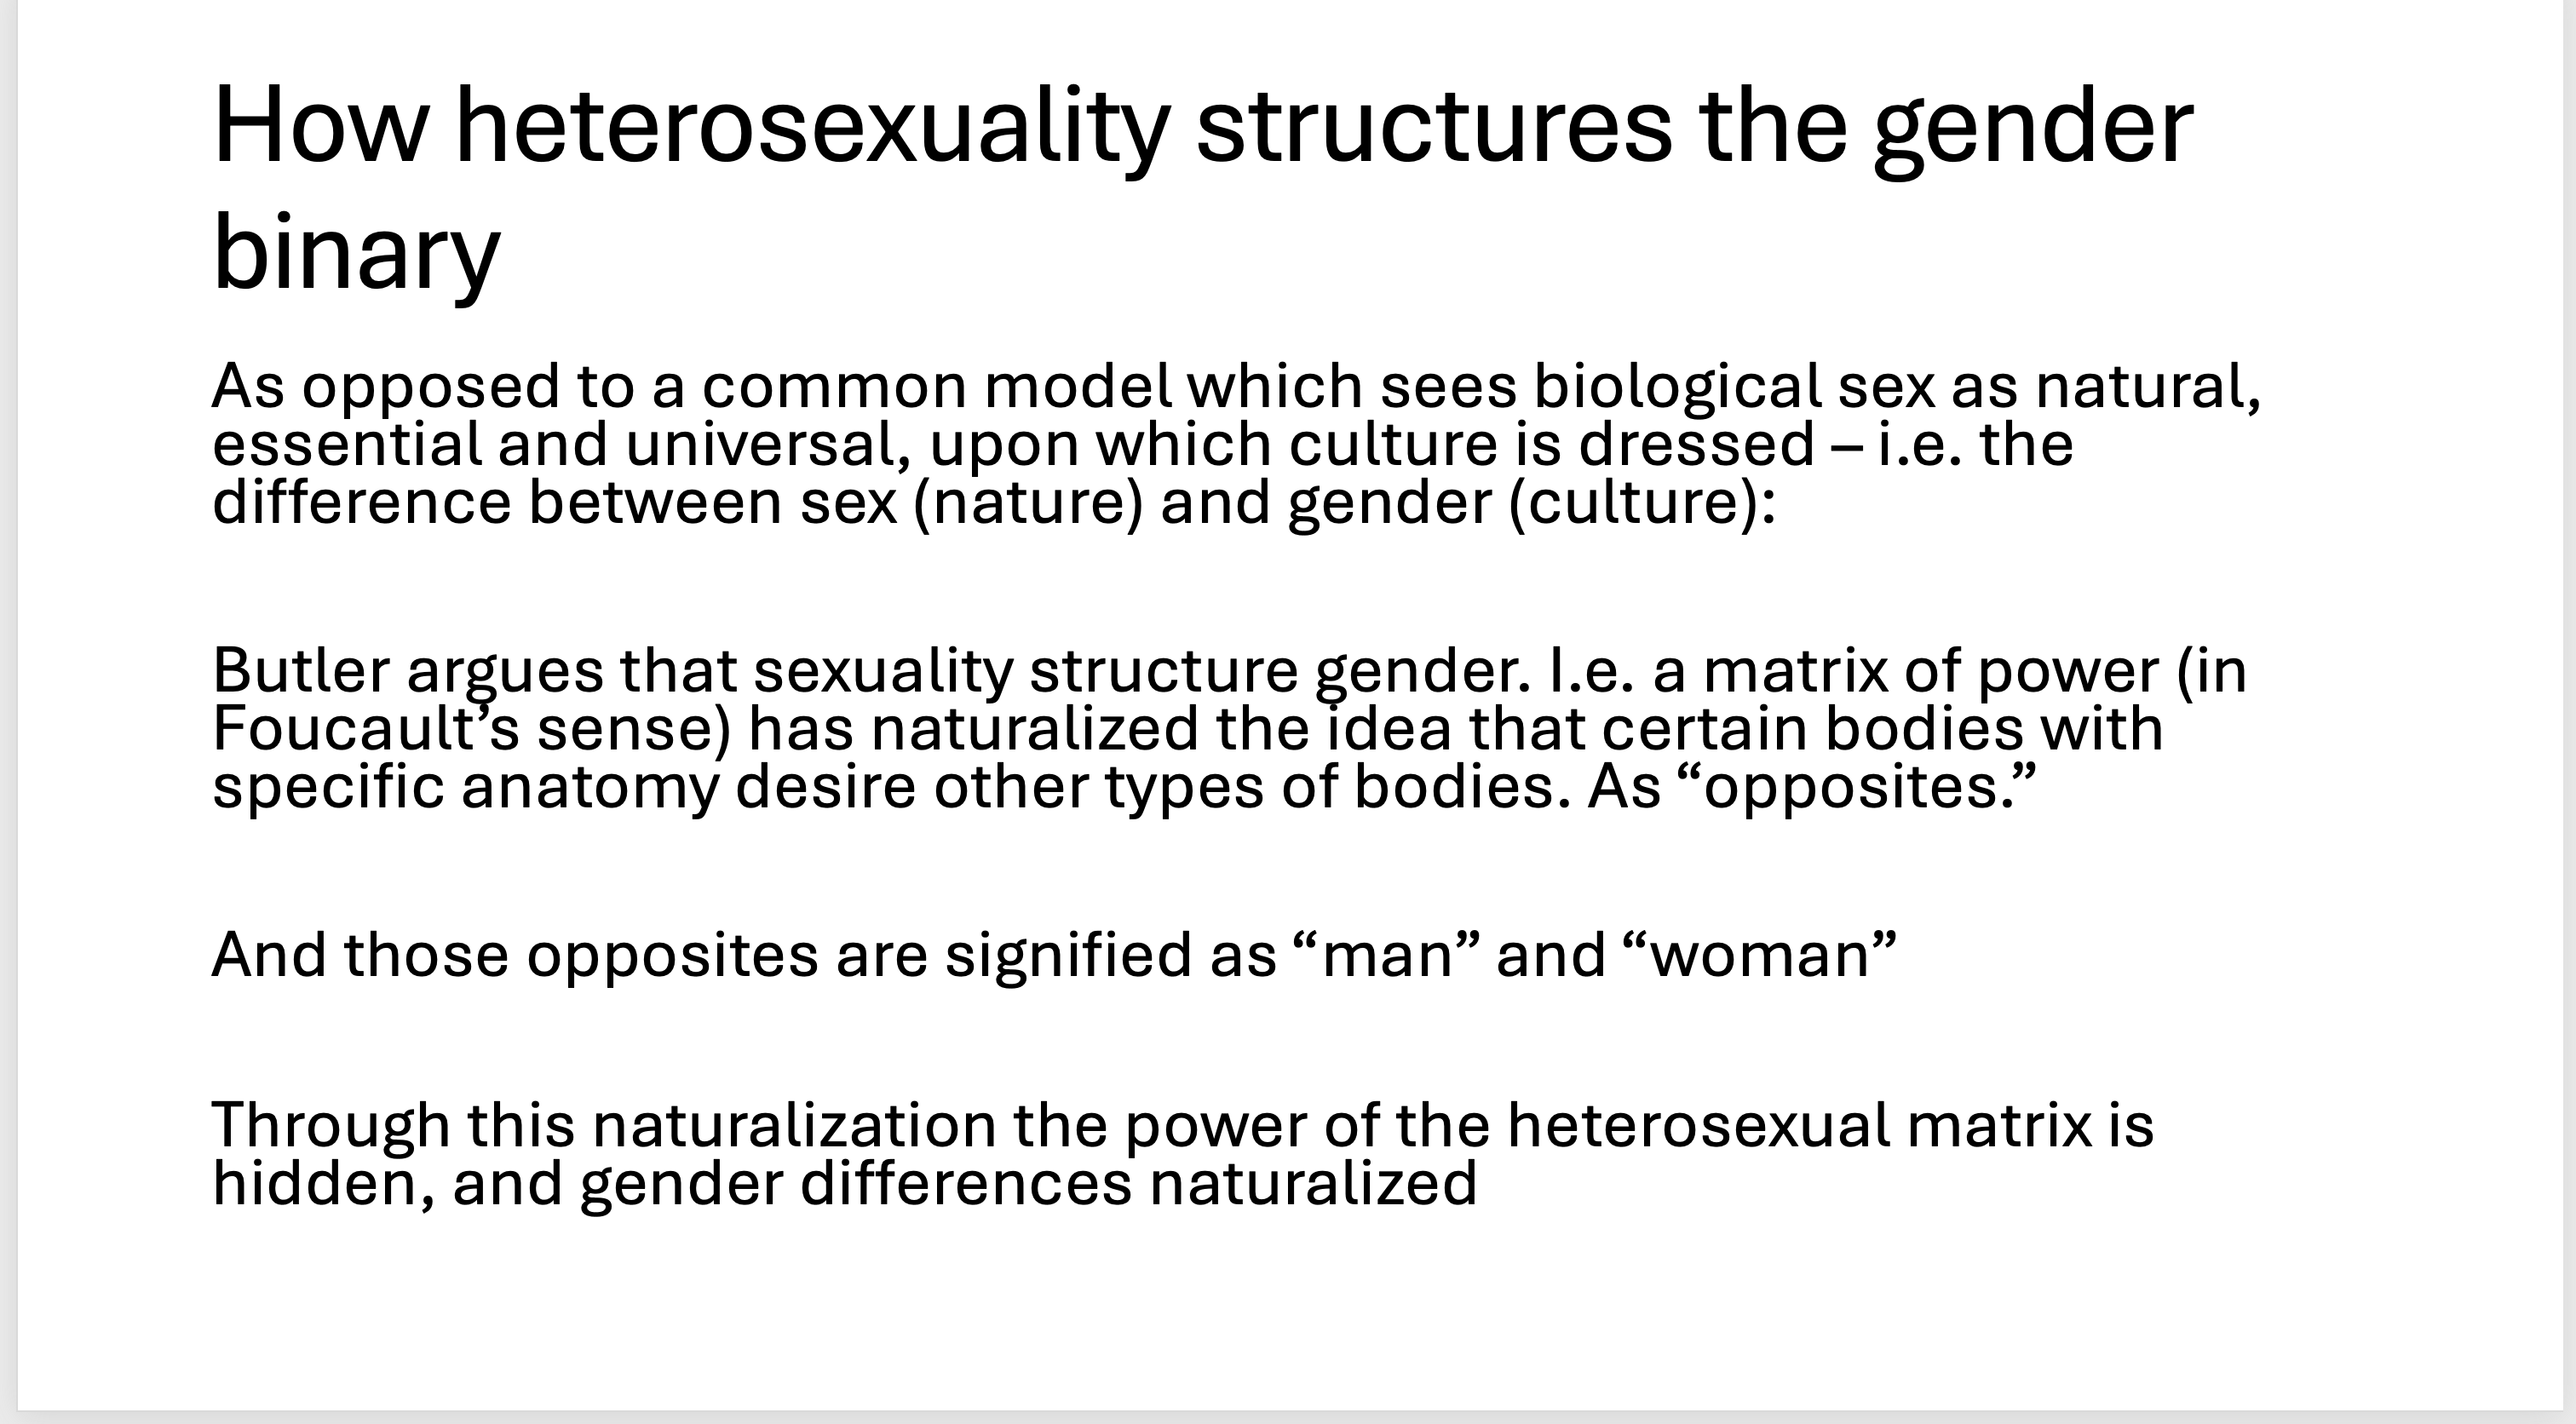 How heterosexuality structures the gender
binary
As opposed to a common model which sees biological sex as natural,
essential and universal, upon which culture is dressed – i.e. the
difference between sex (nature) and gender (culture):
Butler argues that sexuality structure gender. I.e. a matrix of power (in
Foucault’s sense) has naturalized the idea that certain bodies with
specific anatomy desire other types of bodies. As “opposites.”
And those opposites are signified as “man” and “woman”
Through this naturalization the power of the heterosexual matrix is
hidden, and gender differences naturalized